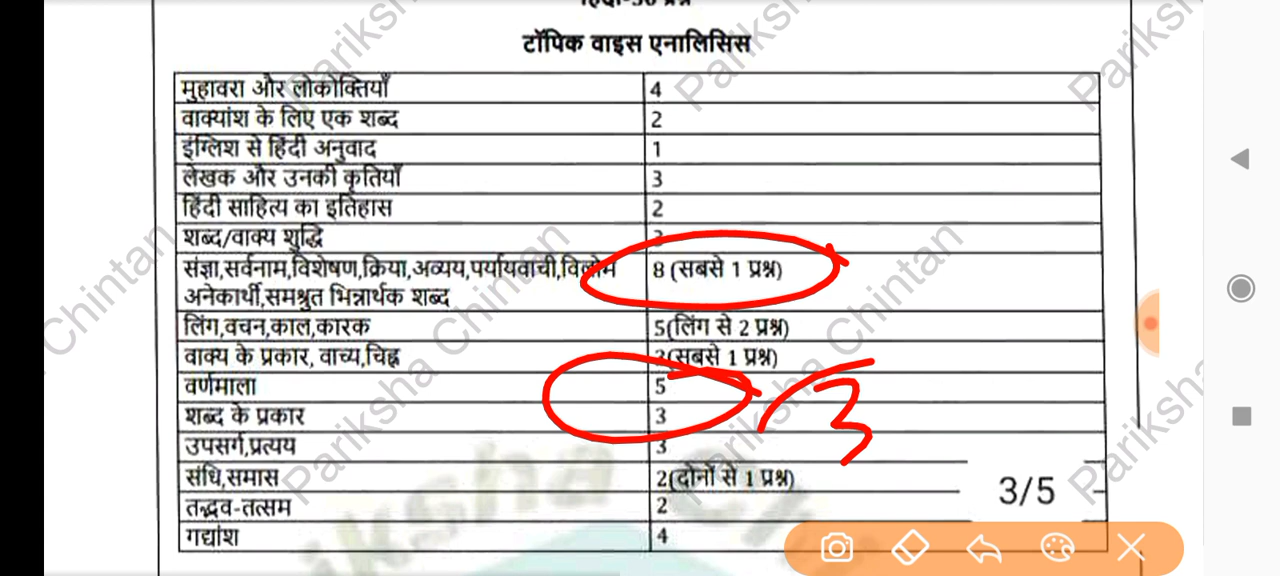 टॉपिक वाइस एनालिसिस
मुहावरा और लोकोक्तियाँ 4
वाक्यांश के लिए एक शब्द 2
इंग्लिश से हिंदी अनुवाद 1
लेखक और उनकी कृतियाँ 3
हिंदी साहित्य का इतिहास 2
शब्द/वाक्य शुद्धि
संज्ञा,सर्वनाम,विशेषण,क्रिया,अव्यय,पर्यायवाची,विलोम 8 (सबसे 1 प्रश्न)
अनेकार्थी,समश्रुत भिन्नार्थक शब्द
लिंग,वचन,काल,कारक 5(लिंग से 2 प्रश्न)
वाक्य के प्रकार, वाच्य,चिह्न 3(सबसे 1 प्रश्न)
वर्णमाला 5
शब्द के प्रकार 3
3
उपसर्ग,प्रत्यय 3
संधि,समास 2(दोनों से 1 प्रश्न)
तद्भव-तत्सम 2
गद्यांश 4
3/5
Pariksha Chintan